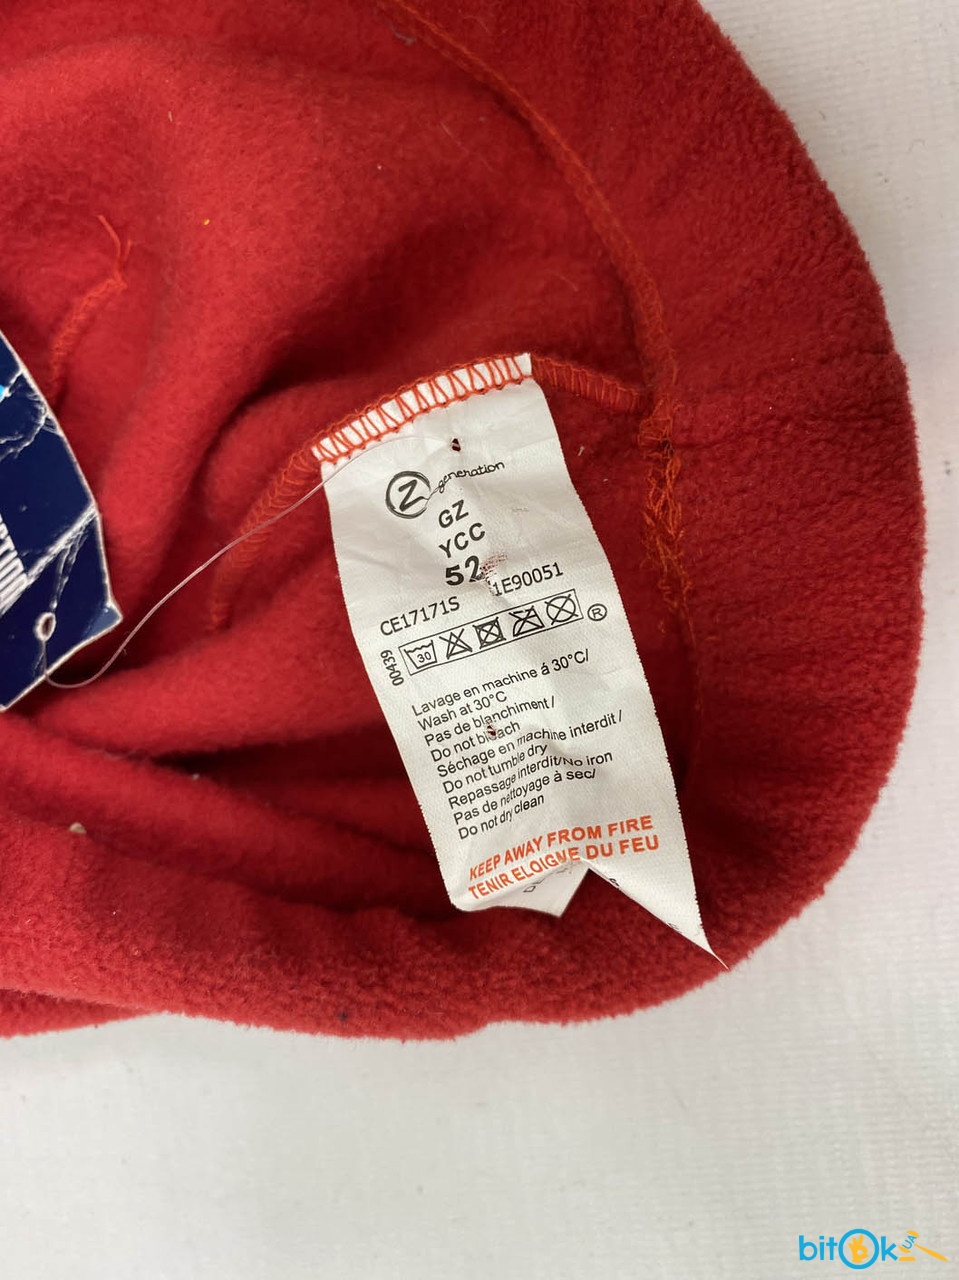 Z generation
GZ
YCC
52
CE17171S 1E90051
00439
30
®
Lavage en machine á 30°C/
Wash at 30°C
Pas de blanchiment /
Do not bleach
Séchage en machine interdit /
Do not tumble dry
Repassage interdit/No iron
Pas de nettoyage à sec/
Do not dry clean
KEEP AWAY FROM FIRE
TENIR ELOIGNE DU FEU
bitOk UA